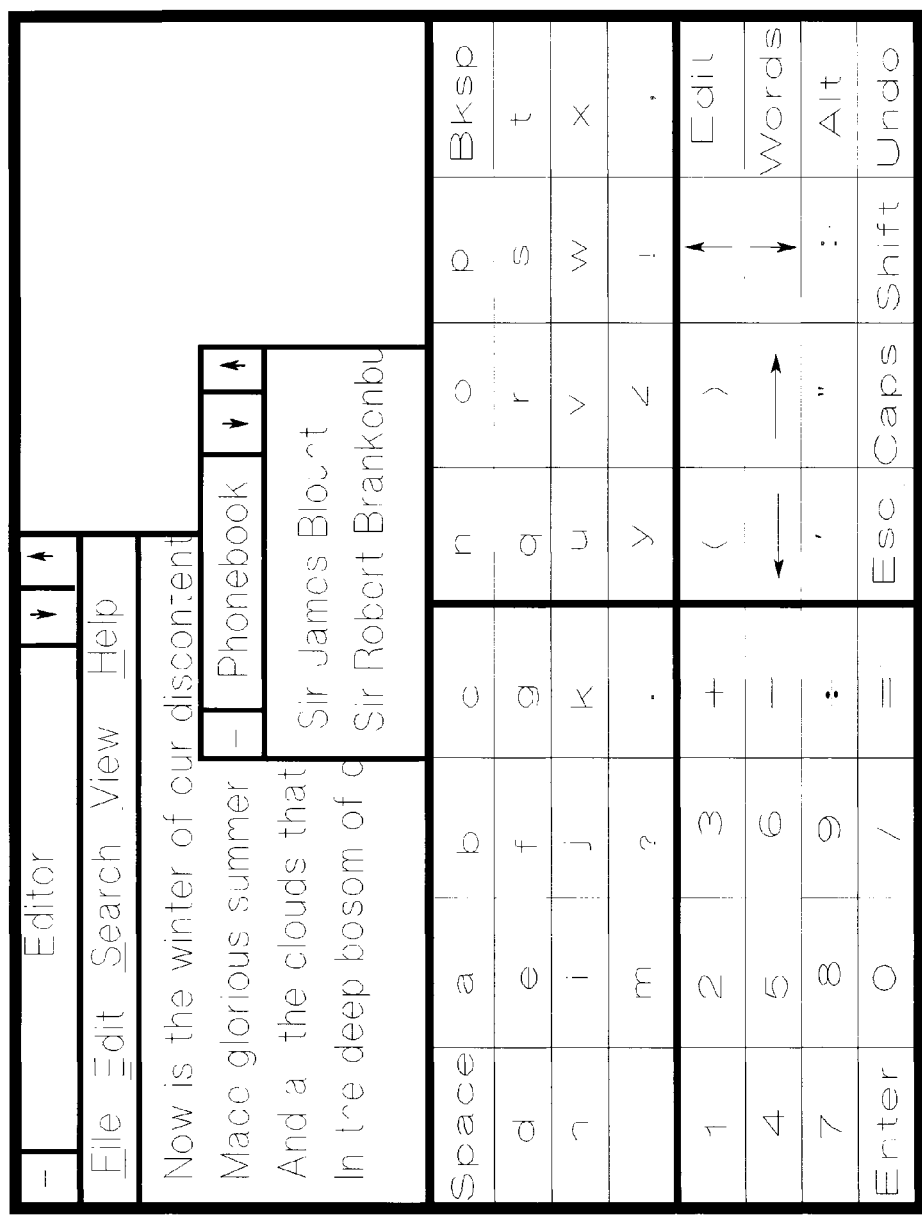 - Editor ↓ ↑
File Edit Search View Help
Now is the winter of our discontent
Made glorious summer
And a the clouds that
In the deep bosom of
- Phonebook ↓ ↑
Sir James Blount
Sir Robert Brankenbu
Space a b c n o p Bksp
d e f g q r s t
h i j k u v w x
m ? . y z ! ,
1 2 3 + ( ) ↑ Edit
4 5 6 - ← → ↓ Words
7 8 9 * ' " Alt
Enter 0 / = Esc Caps Shift Undo